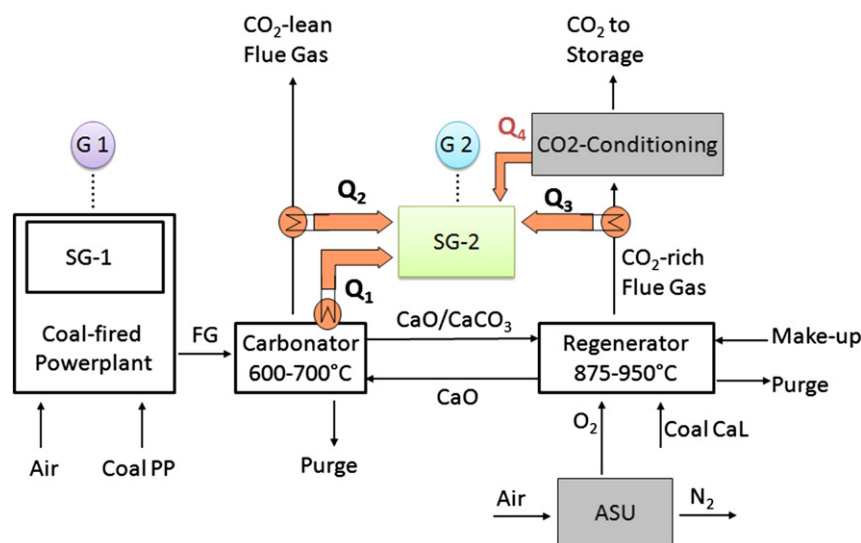 CO₂-lean
Flue Gas
CO₂ to
Storage
G 1
G 2
Q₄
CO2-Conditioning
Q₂
Q₃
SG-1
SG-2
CO₂-rich
Flue Gas
Q₁
Coal-fired
Powerplant
FG
Carbonator
600-700°C
CaO/CaCO₃
CaO
Regenerator
875-950°C
Make-up
Purge
Air
Coal PP
Purge
O₂
Coal CaL
Air
ASU
N₂